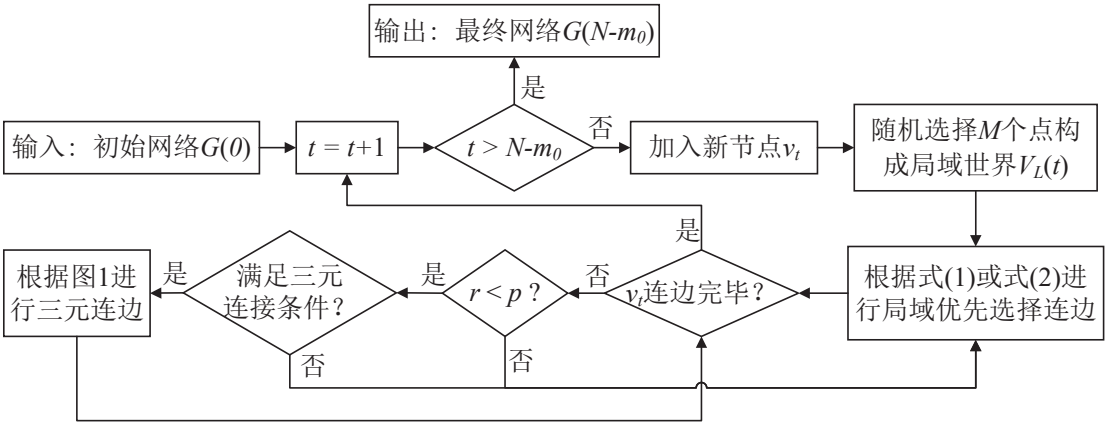 输出：最终网络G(N-m₀)
是
输入：初始网络G(0)
t = t+1
t > N-m₀
否
加入新节点vₜ
随机选择M个点构
成局域世界V_L(t)
是
根据图1进
行三元连边
是
满足三元
连接条件？
是
r < p ?
否
vₜ连边完毕？
根据式(1)或式(2)进
行局域优先选择连边
否
否